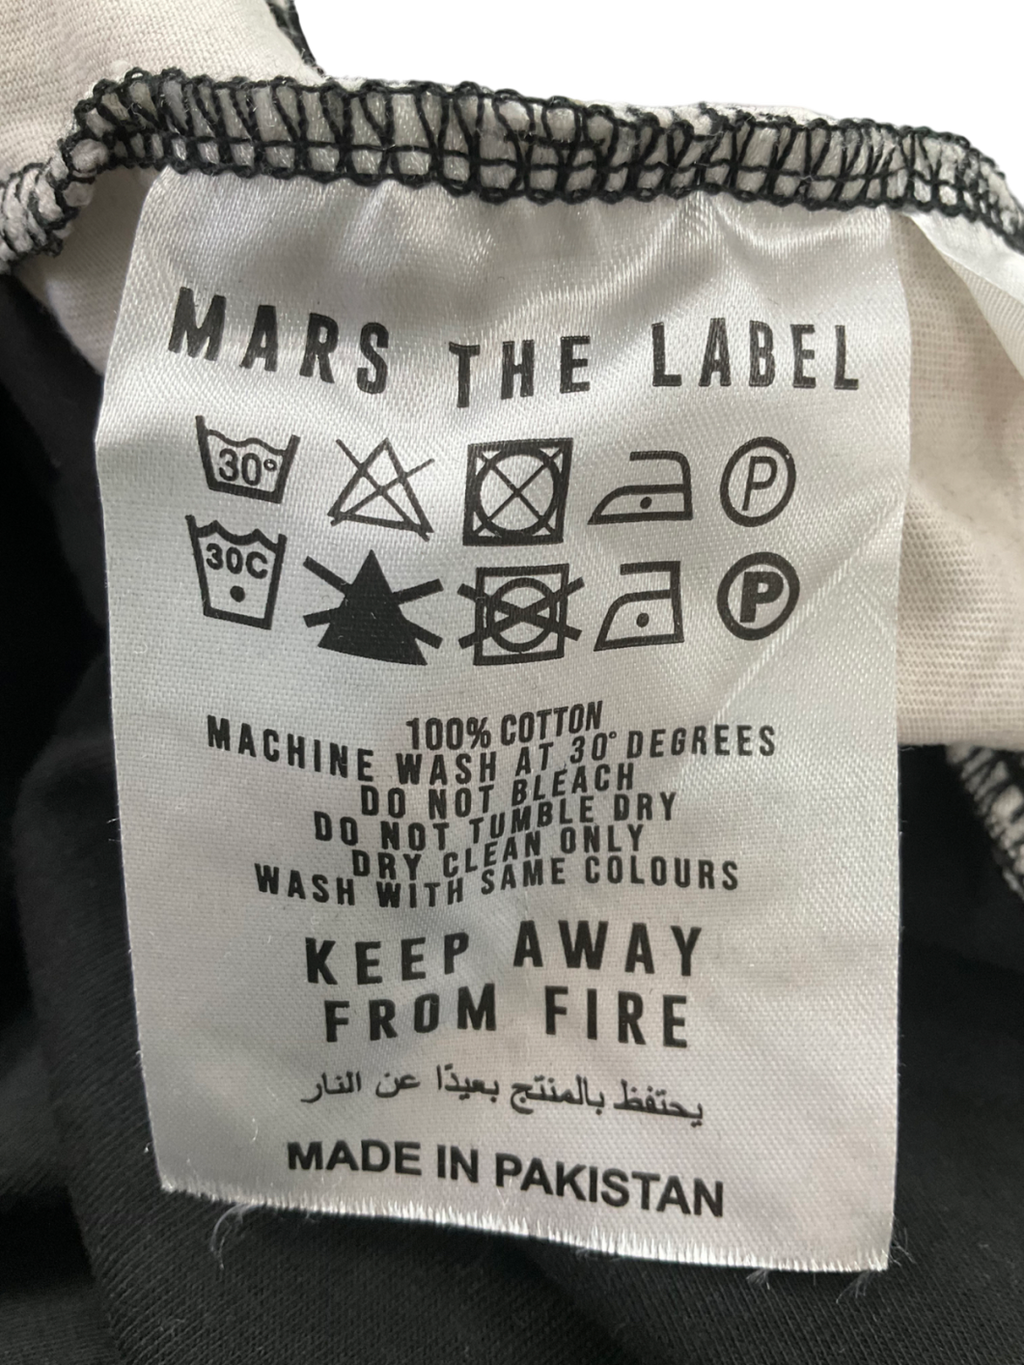 MARS THE LABEL
30° P
30C P
100% COTTON
MACHINE WASH AT 30° DEGREES
DO NOT BLEACH
DO NOT TUMBLE DRY
DRY CLEAN ONLY
WASH WITH SAME COLOURS
KEEP AWAY
FROM FIRE
يحتفظ بالمنتج بعيدًا عن النار
MADE IN PAKISTAN